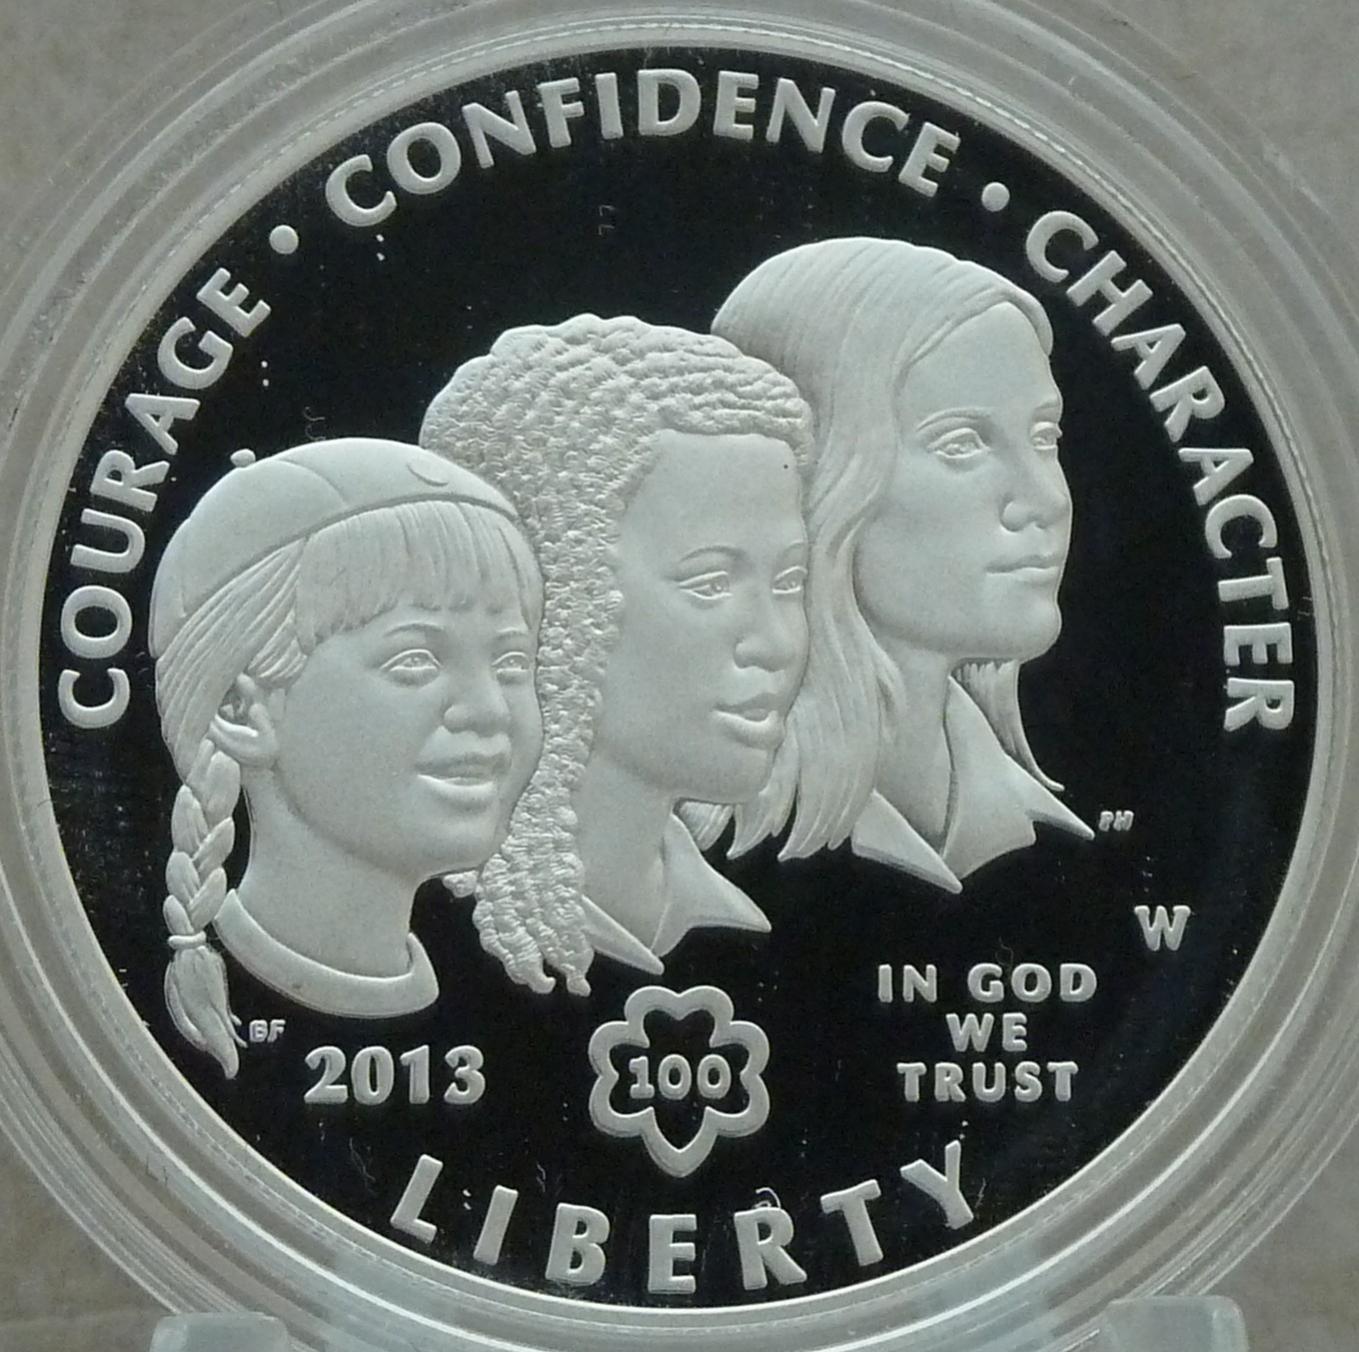 COURAGE • CONFIDENCE • CHARACTER
PH
W
IN GOD
WE
TRUST
BF
2013
100
LIBERTY